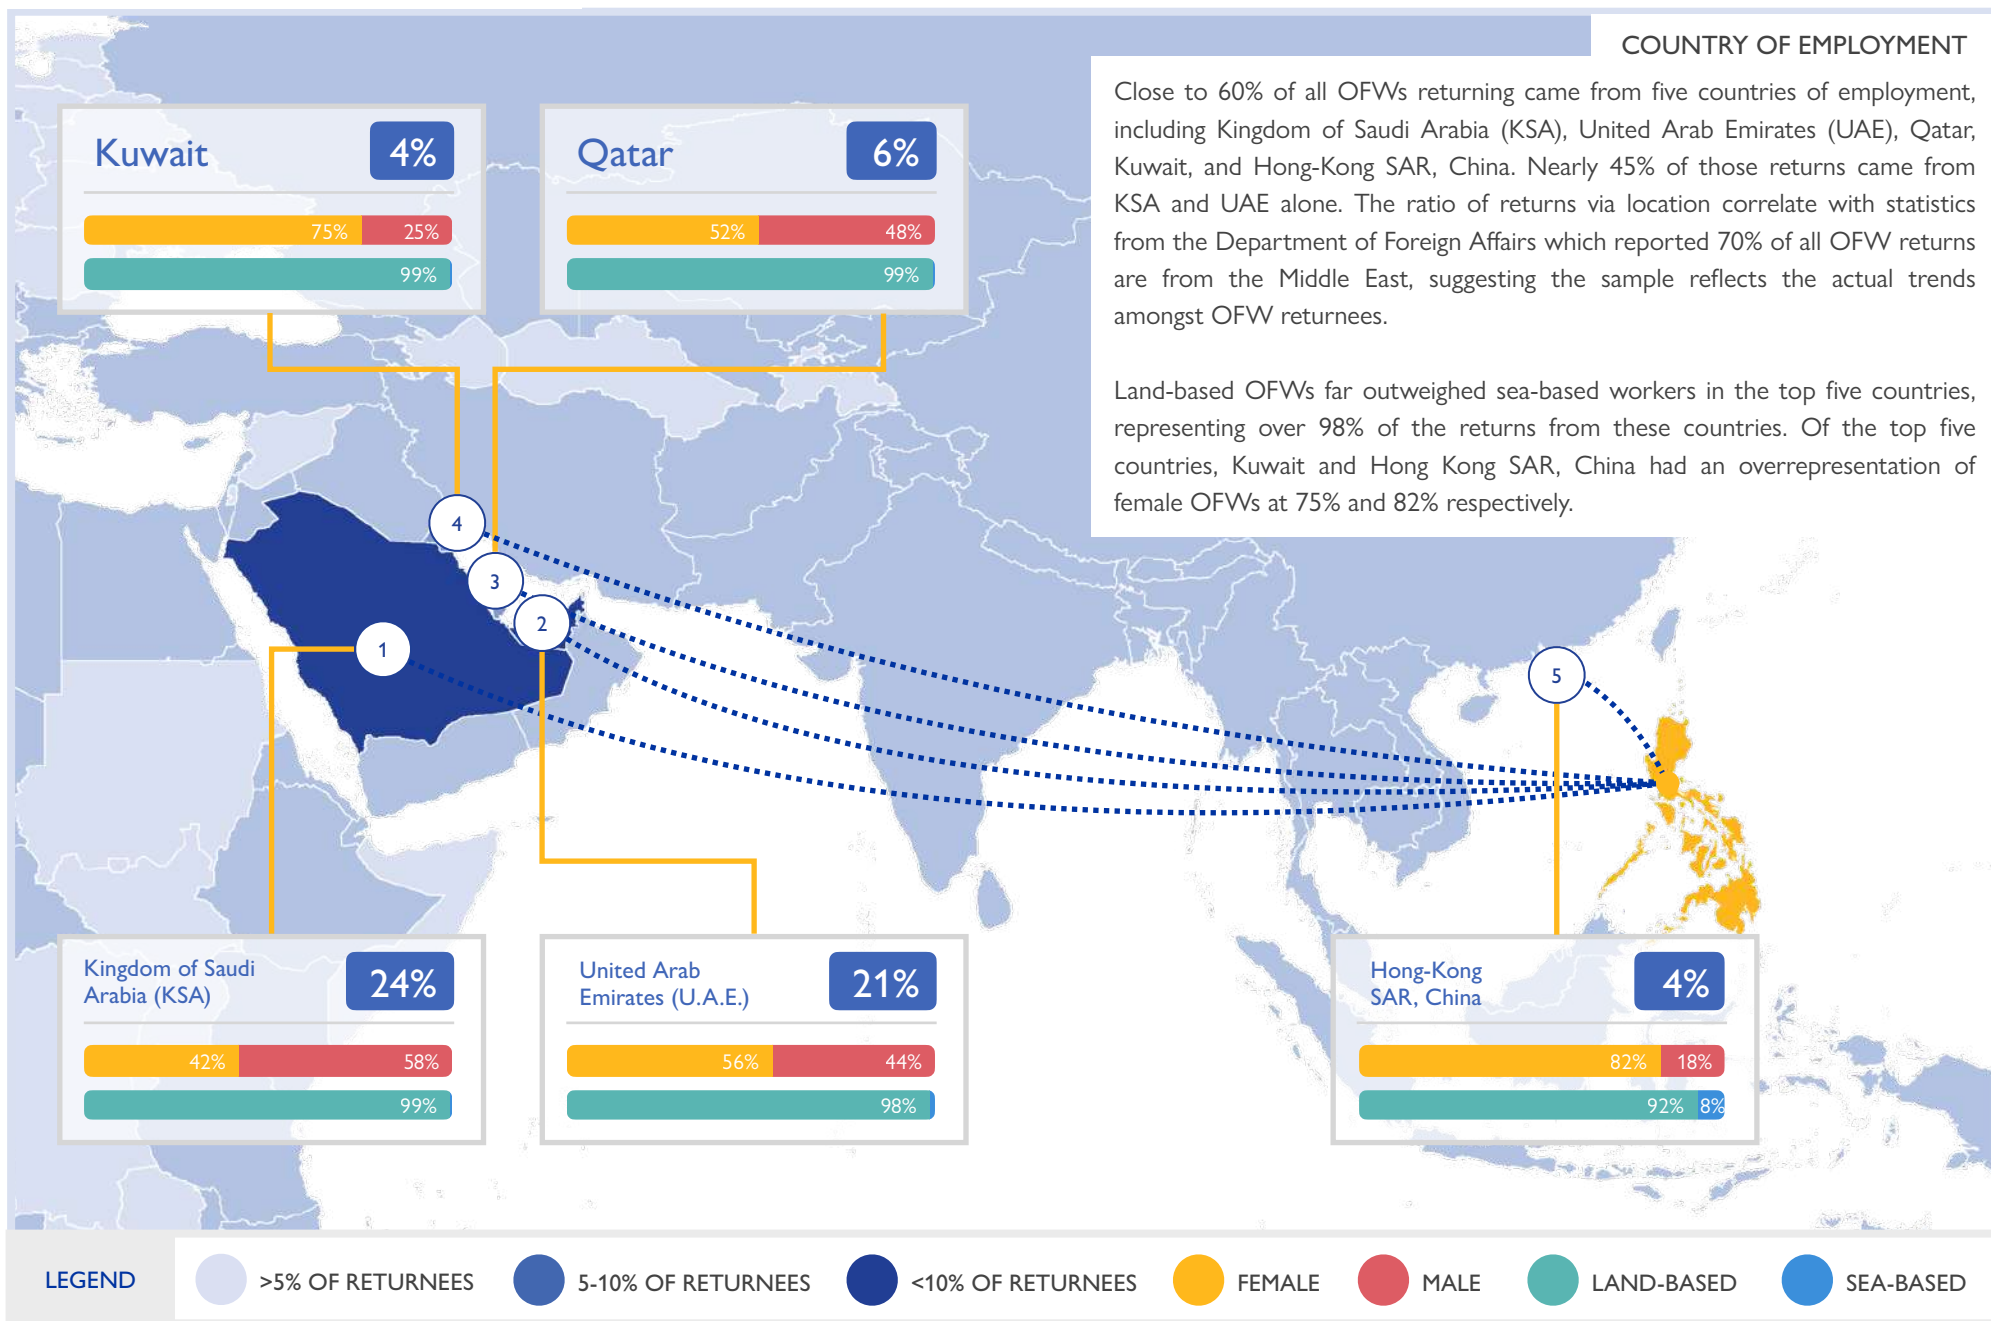 COUNTRY OF EMPLOYMENT
Close to 60% of all OFWs returning came from five countries of employment,
including Kingdom of Saudi Arabia (KSA), United Arab Emirates (UAE), Qatar,
Kuwait, and Hong-Kong SAR, China. Nearly 45% of those returns came from
KSA and UAE alone. The ratio of returns via location correlate with statistics
from the Department of Foreign Affairs which reported 70% of all OFW returns
are from the Middle East, suggesting the sample reflects the actual trends
amongst OFW returnees.
Land-based OFWs far outweighed sea-based workers in the top five countries,
representing over 98% of the returns from these countries. Of the top five
countries, Kuwait and Hong Kong SAR, China had an overrepresentation of
female OFWs at 75% and 82% respectively.
Kuwait
4%
75%
25%
99%
Qatar
6%
52%
48%
99%
4
3
2
1
5
Kingdom of Saudi
Arabia (KSA)
24%
42%
58%
99%
United Arab
Emirates (U.A.E.)
21%
56%
44%
98%
Hong-Kong
SAR, China
4%
82%
18%
92%
8%
LEGEND
>5% OF RETURNEES
5-10% OF RETURNEES
<10% OF RETURNEES
FEMALE
MALE
LAND-BASED
SEA-BASED